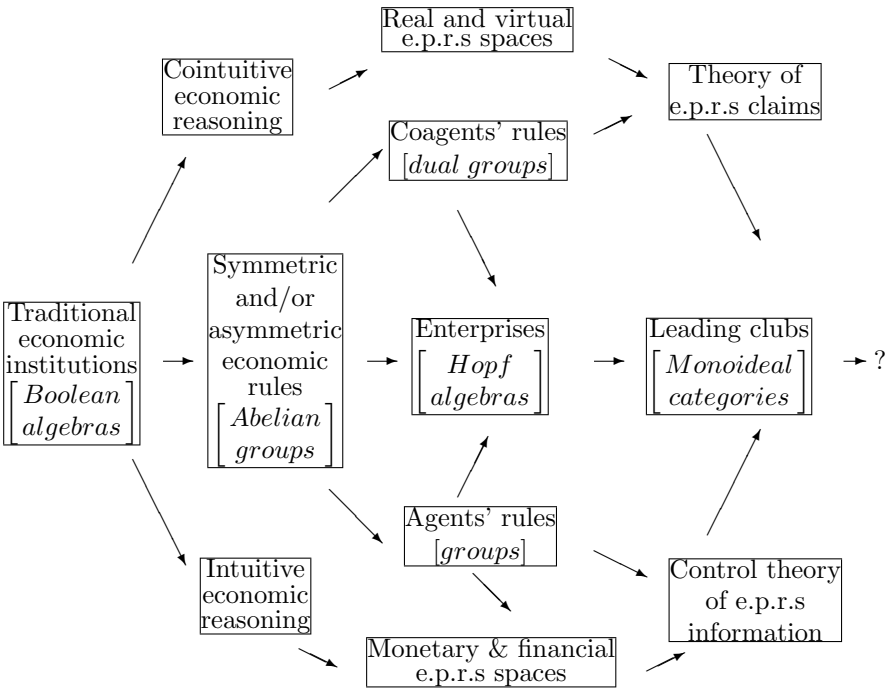 Real and virtual
e.p.r.s spaces
Cointuitive
economic
reasoning
Theory of
e.p.r.s claims
Coagents' rules
[dual groups]
Traditional
economic
institutions
[Boolean
algebras]
Symmetric
and/or
asymmetric
economic
rules
[Abelian
groups]
Enterprises
[Hopf
algebras]
Leading clubs
[Monoideal
categories]
?
Agents' rules
[groups]
Intuitive
economic
reasoning
Control theory
of e.p.r.s
information
Monetary & financial
e.p.r.s spaces